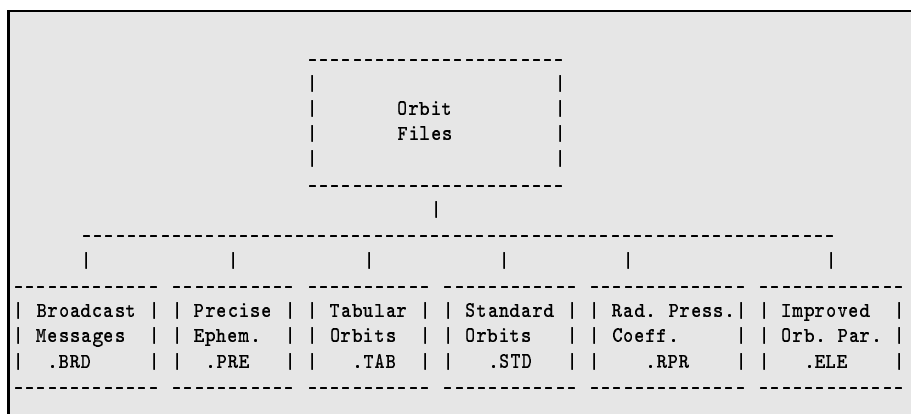 Orbit
Files
Broadcast Precise Tabular Standard Rad. Press. Improved
Messages Ephem. Orbits Orbits Coeff. Orb. Par.
.BRD .PRE .TAB .STD .RPR .ELE